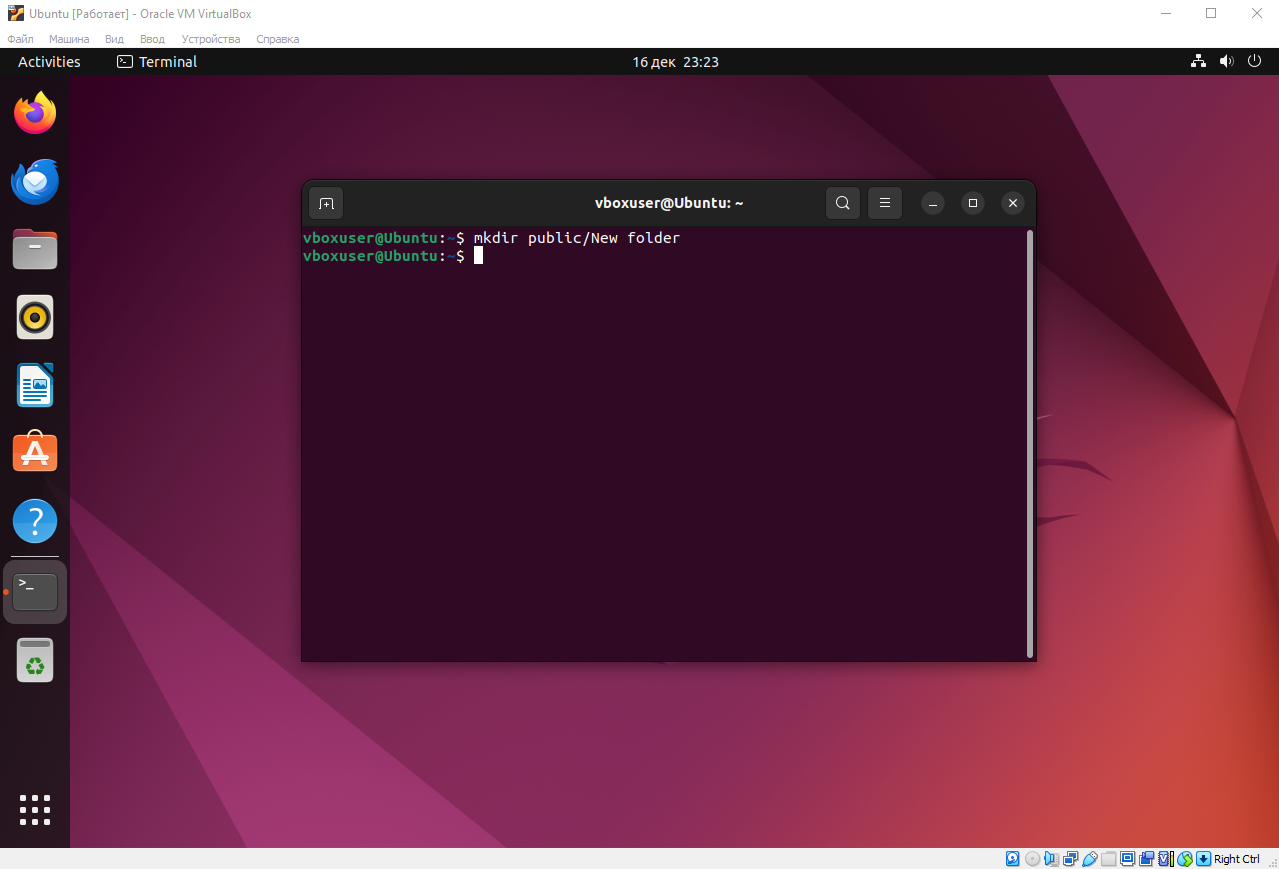 Ubuntu [Работает] - Oracle VM VirtualBox
Файл Машина Вид Ввод Устройства Справка
Activities Terminal 16 дек 23:23
vboxuser@Ubuntu: ~
vboxuser@Ubuntu:~$ mkdir public/New folder
vboxuser@Ubuntu:~$
>_
Right Ctrl